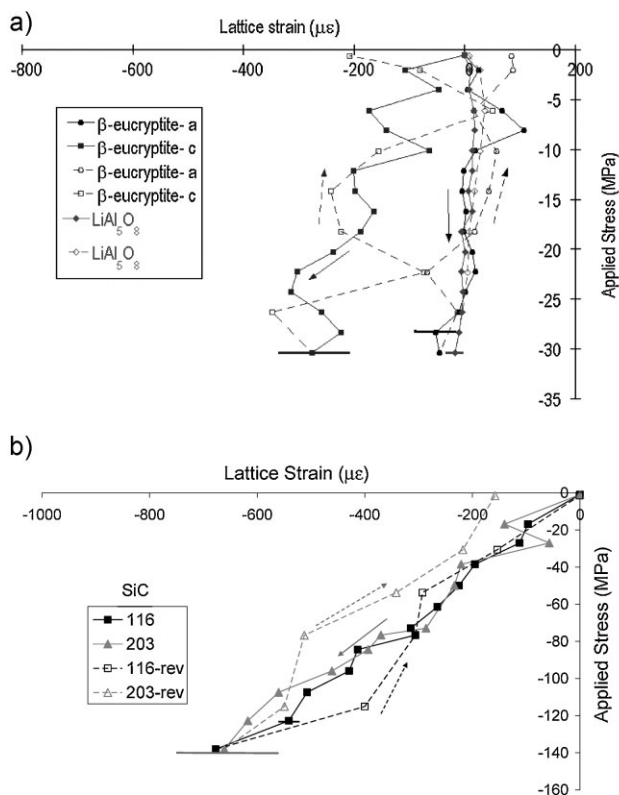 a)
Lattice strain (με)
-800 -600 -400 -200 0 200
0
-5
-10
-15
-20
-25
-30
-35
Applied Stress (MPa)
β-eucryptite- a
β-eucryptite- c
β-eucryptite- a
β-eucryptite- c
LiAl5O8
LiAl5O8
b)
Lattice Strain (με)
-1000 -800 -600 -400 -200 0
0
-20
-40
-60
-80
-100
-120
-140
-160
Applied Stress (MPa)
SiC
116
203
116-rev
203-rev